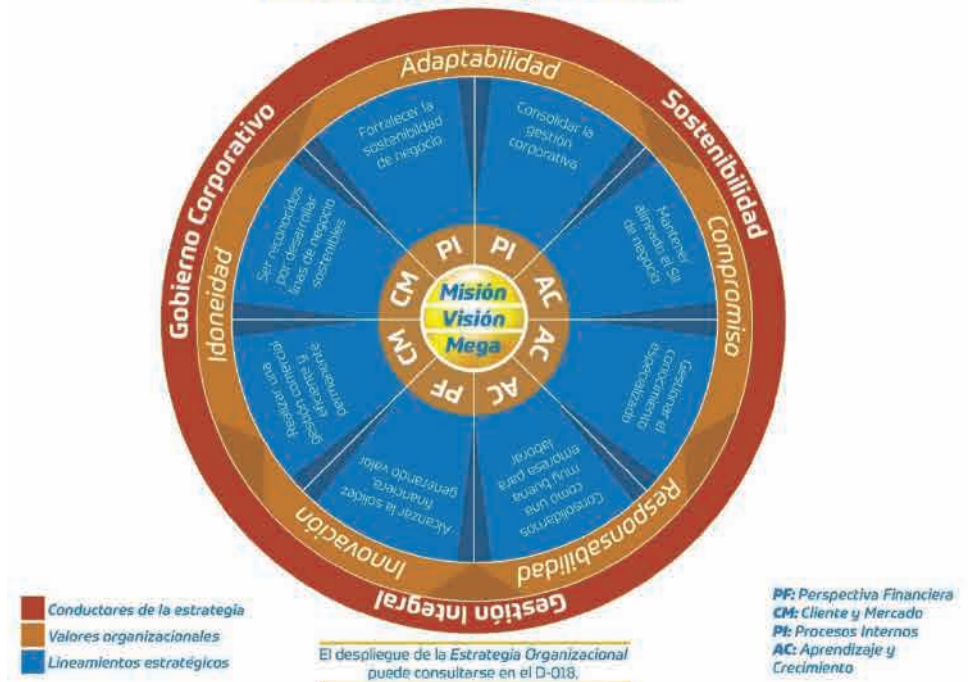 Gobierno Corporativo
Sostenibilidad
Gestión Integral
Adaptabilidad
Compromiso
Responsabilidad
Innovación
Idoneidad
Fortalecer la
sostenibilidad
de negocio
Consolidar la
gestión
corporativa
Mantener
alineado el SII
de negocio
Gestionar el
conocimiento
especializado
Consolidarnos
como una
muy buena
empresa para
laborar
Alcanzar la solidez
financiera,
generando valor
Realizar una
gestión comercial
eficiente y
permanente
Ser reconocidos
por desarrollar
linas de negocio
sostenibles
PI
PI
AC
AC
AC
PF
CM
CM
Misión
Visión
Mega
Conductores de la estrategia
Valores organizacionales
Lineamientos estratégicos
El despliegue de la Estrategia Organizacional
puede consultarse en el D-018.
PF: Perspectiva Financiera
CM: Cliente y Mercado
PI: Procesos Internos
AC: Aprendizaje y
Crecimiento